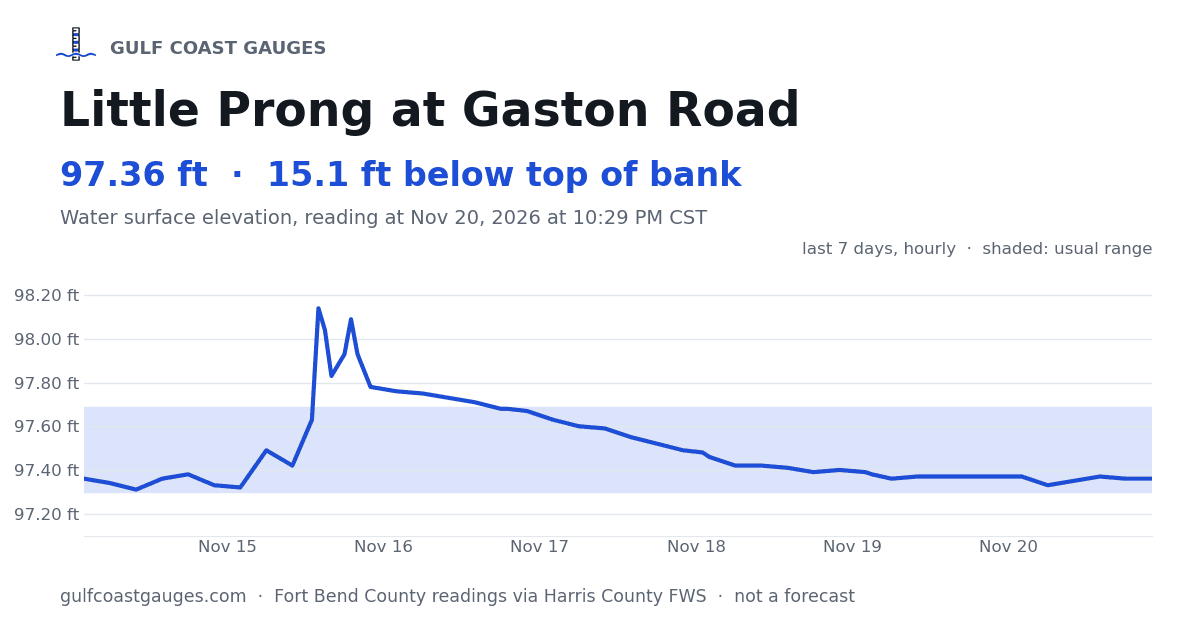 GULF COAST GAUGES
Little Prong at Gaston Road
97.36 ft · 15.1 ft below top of bank
Water surface elevation, reading at Nov 20, 2026 at 10:29 PM CST
last 7 days, hourly · shaded: usual range
98.20 ft
98.00 ft
97.80 ft
97.60 ft
97.40 ft
97.20 ft
Nov 15 Nov 16 Nov 17 Nov 18 Nov 19 Nov 20
gulfcoastgauges.com · Fort Bend County readings via Harris County FWS · not a forecast